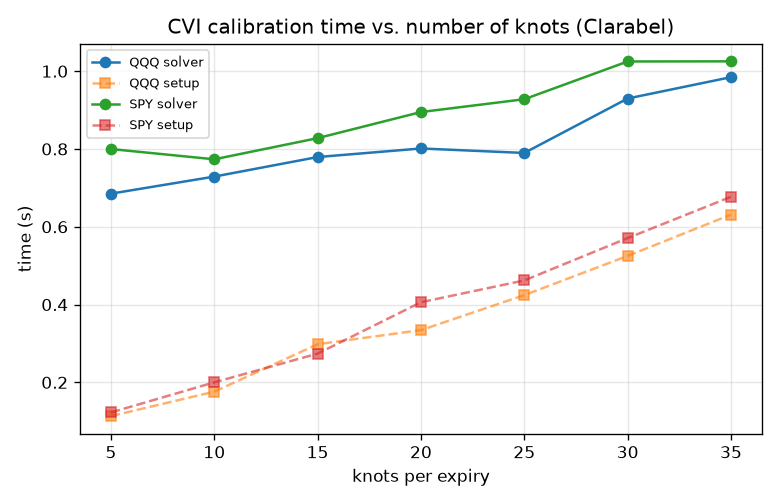 CVI calibration time vs. number of knots (Clarabel)
QQQ solver
QQQ setup
SPY solver
SPY setup
time (s)
1.0
0.8
0.6
0.4
0.2
5 10 15 20 25 30 35
knots per expiry